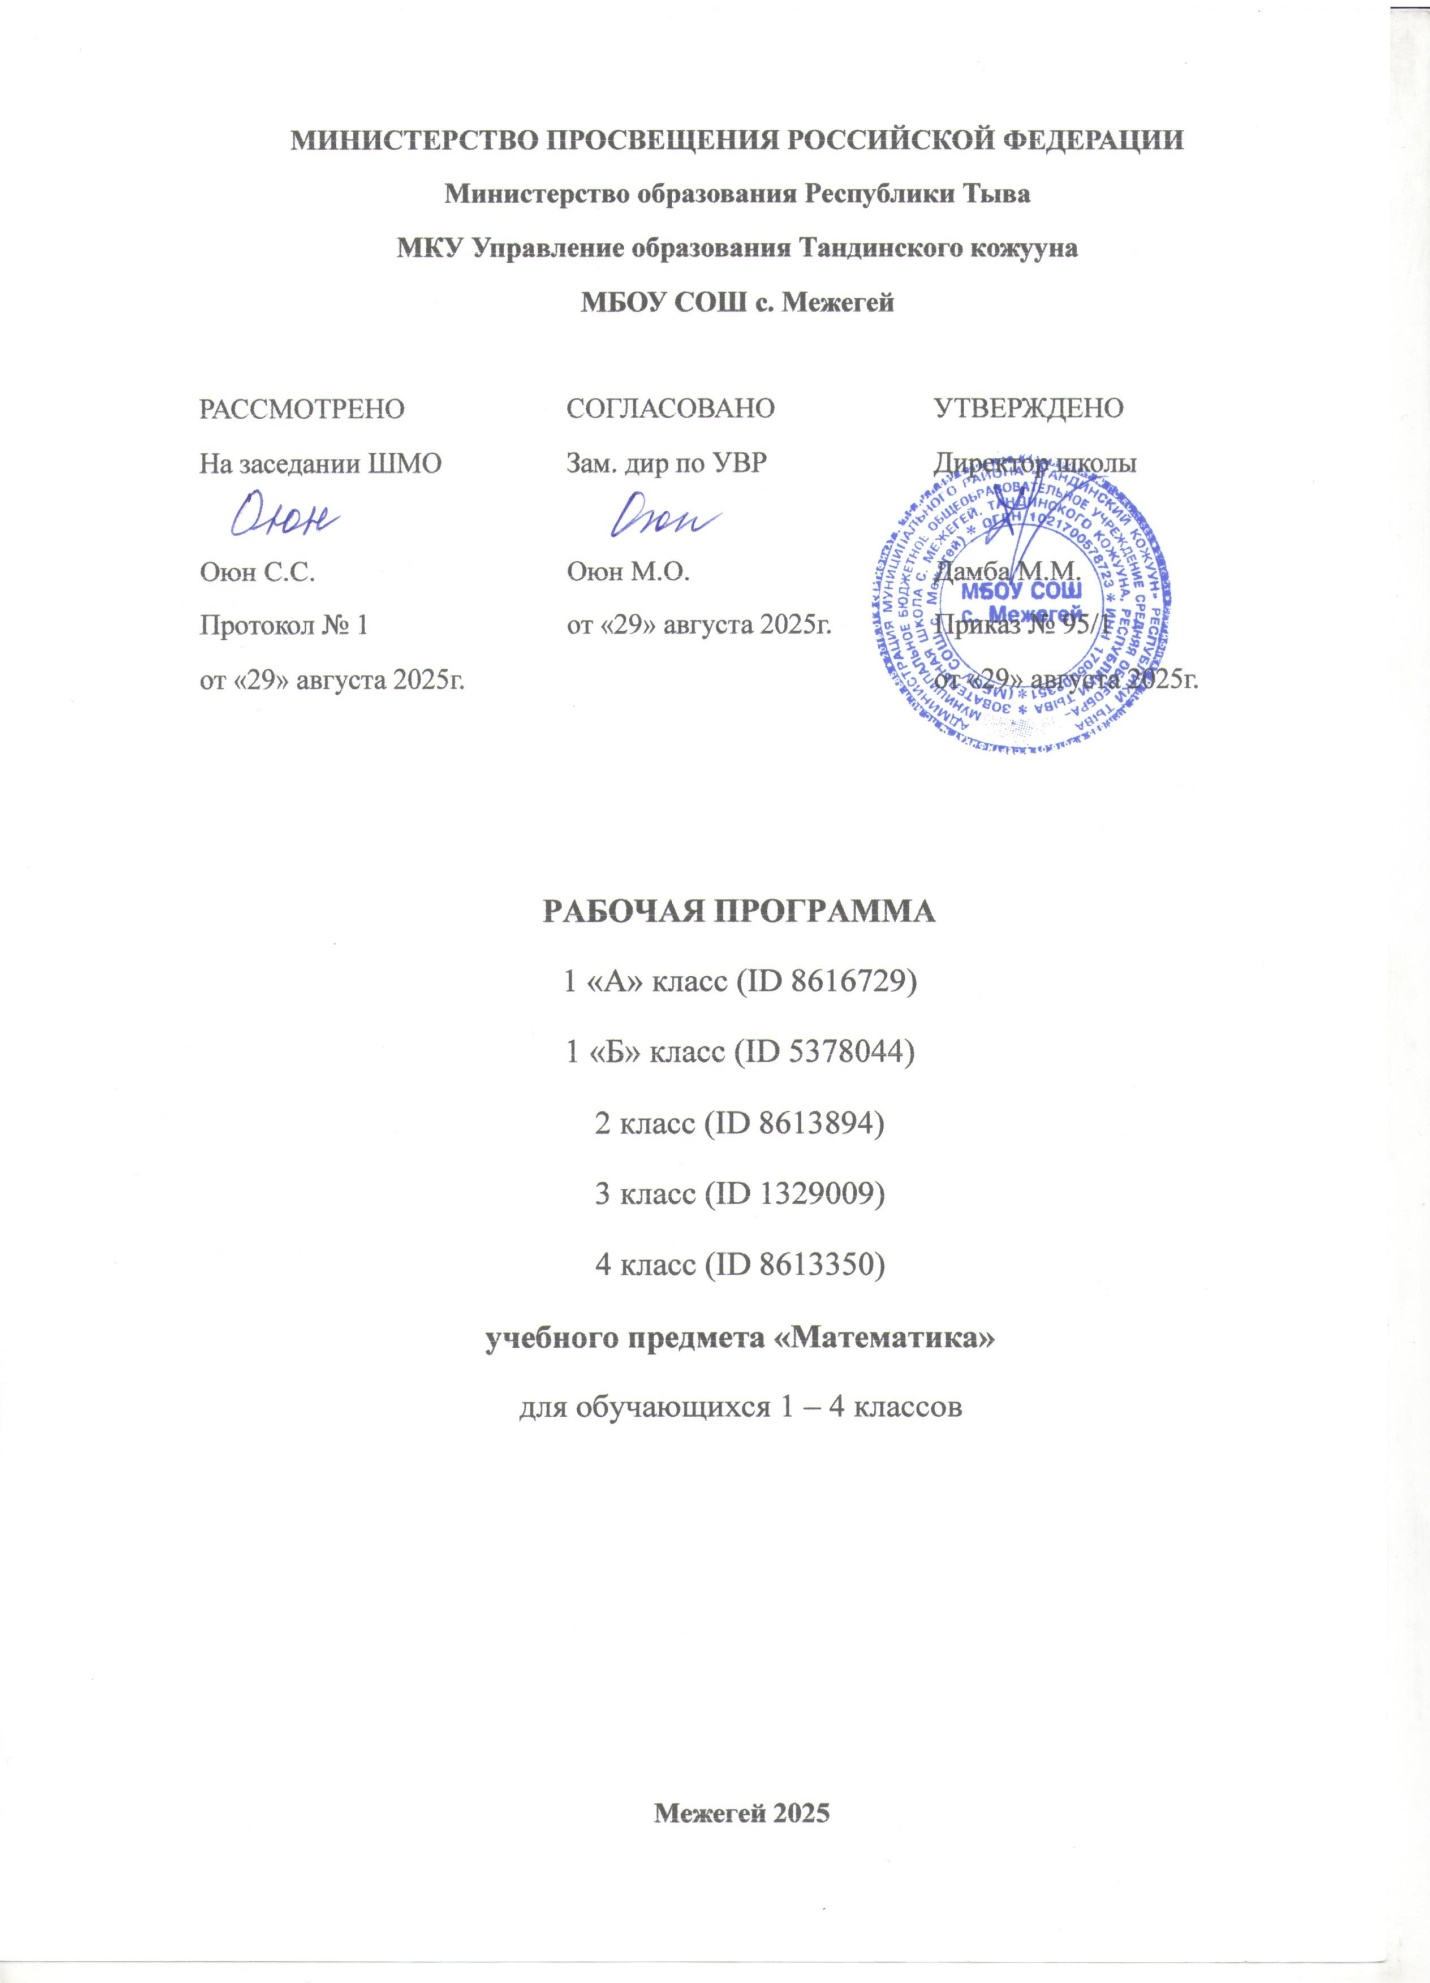 МИНИСТЕРСТВО ПРОСВЕЩЕНИЯ РОССИЙСКОЙ ФЕДЕРАЦИИ
Министерство образования Республики Тыва
МКУ Управление образования Тандинского кожууна
МБОУ СОШ с. Межегей
РАССМОТРЕНО
На заседании ШМО
Оюн
Оюн С.С.
Протокол № 1
от «29» августа 2025г.
СОГЛАСОВАНО
Зам. дир по УВР
Оюн
Оюн М.О.
от «29» августа 2025г.
УТВЕРЖДЕНО
Директор школы
Дамба М.М.
Приказ № 95/1
от «29» августа 2025г.
МБОУ СОШ
с. Межегей
РАБОЧАЯ ПРОГРАММА
1 «А» класс (ID 8616729)
1 «Б» класс (ID 5378044)
2 класс (ID 8613894)
3 класс (ID 1329009)
4 класс (ID 8613350)
учебного предмета «Математика»
для обучающихся 1 – 4 классов
Межегей 2025